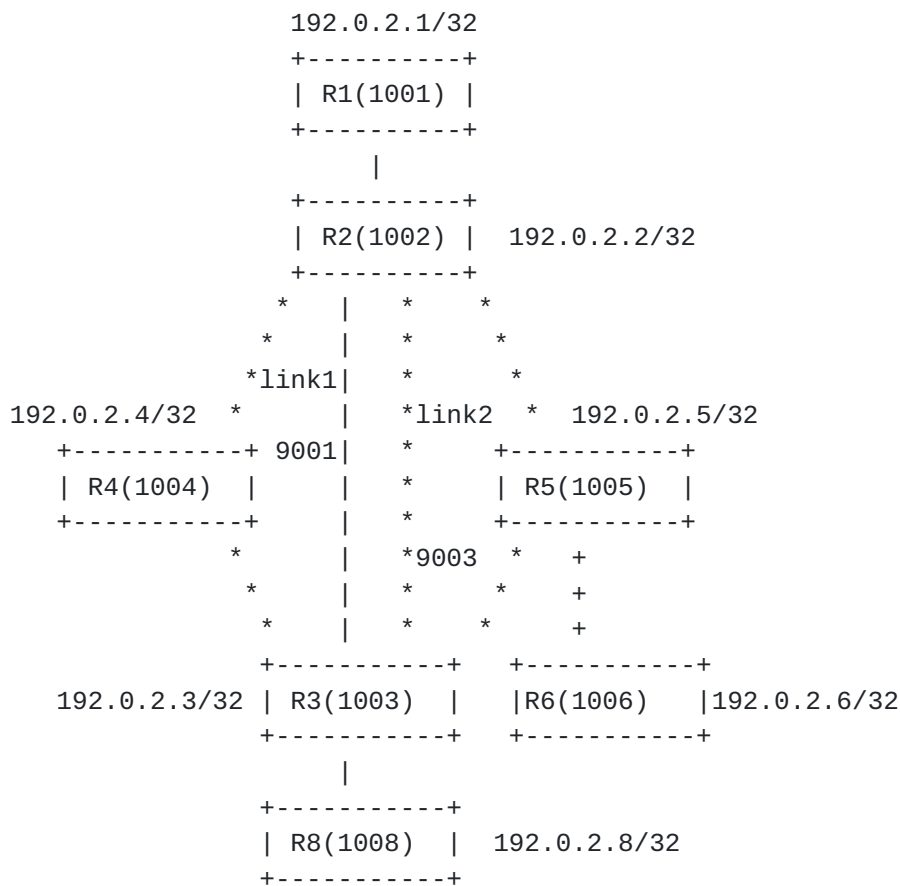 192.0.2.1/32
+----------+
| R1(1001) |
+----------+
|
+----------+
| R2(1002) |  192.0.2.2/32
+----------+
*   |   *    *
*    |   *     *
*link1|   *      *
192.0.2.4/32  *      |   *link2  *  192.0.2.5/32
+-----------+ 9001|   *     +-----------+
| R4(1004)  |     |   *     | R5(1005)  |
+-----------+     |   *     +-----------+
*      |   *9003  *   +
*     |   *     *    +
*    |   *    *     +
+-----------+   +-----------+
192.0.2.3/32 | R3(1003)  |   |R6(1006)   |192.0.2.6/32
+-----------+   +-----------+
|
+-----------+
| R8(1008)  |  192.0.2.8/32
+-----------+